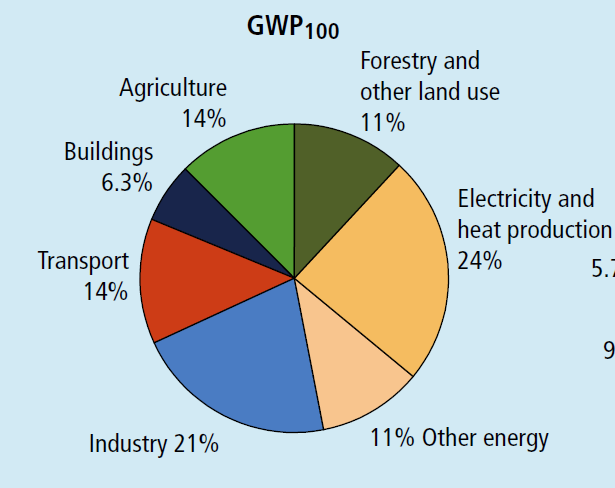 GWP100
Forestry and
other land use
11%
Agriculture
14%
Buildings
6.3%
Electricity and
heat production
24%
Transport
14%
Industry 21%
11% Other energy